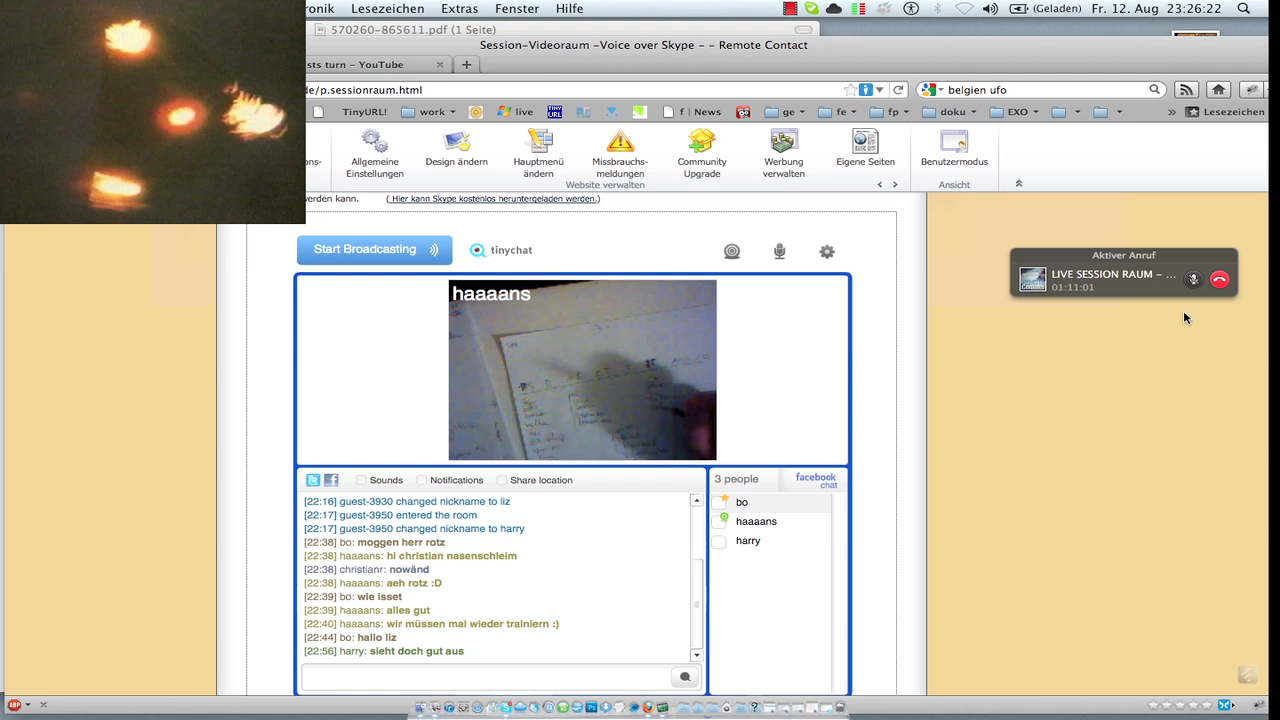 ronik Lesezeichen Extras Fenster Hilfe (Geladen) Fr. 12. Aug 23:26:22
570260-865611.pdf (1 Seite)
Session-Videoraum –Voice over Skype – – Remote Contact
sts turn – YouTube
de/p.sessionraum.html
belgien ufo
TinyURL! work live TINY URL f | News ge fe fp doku EXO » Lesezeichen
Allgemeine Einstellungen
Design ändern
Hauptmenü ändern
Missbrauchs-meldungen
Community Upgrade
Werbung verwalten
Eigene Seiten
Benutzermodus
Website verwalten
Ansicht
werden kann. ( Hier kann Skype kostenlos heruntergeladen werden.)
Start Broadcasting
tinychat
Aktiver Anruf
LIVE SESSION RAUM – ...
01:11:01
haaaans
Sounds Notifications Share location
3 people
facebook
chat
[22:16] guest-3930 changed nickname to liz
[22:17] guest-3950 entered the room
[22:17] guest-3950 changed nickname to harry
[22:38] bo: moggen herr rotz
[22:38] haaaans: hi christian nasenschleim
[22:38] christianr: nowänd
[22:38] haaaans: aeh rotz :D
[22:39] bo: wie isset
[22:39] haaaans: alles gut
[22:40] haaaans: wir müssen mal wieder trainiern :)
[22:44] bo: hallo liz
[22:56] harry: sieht doch gut aus
bo
haaaans
harry
ABP